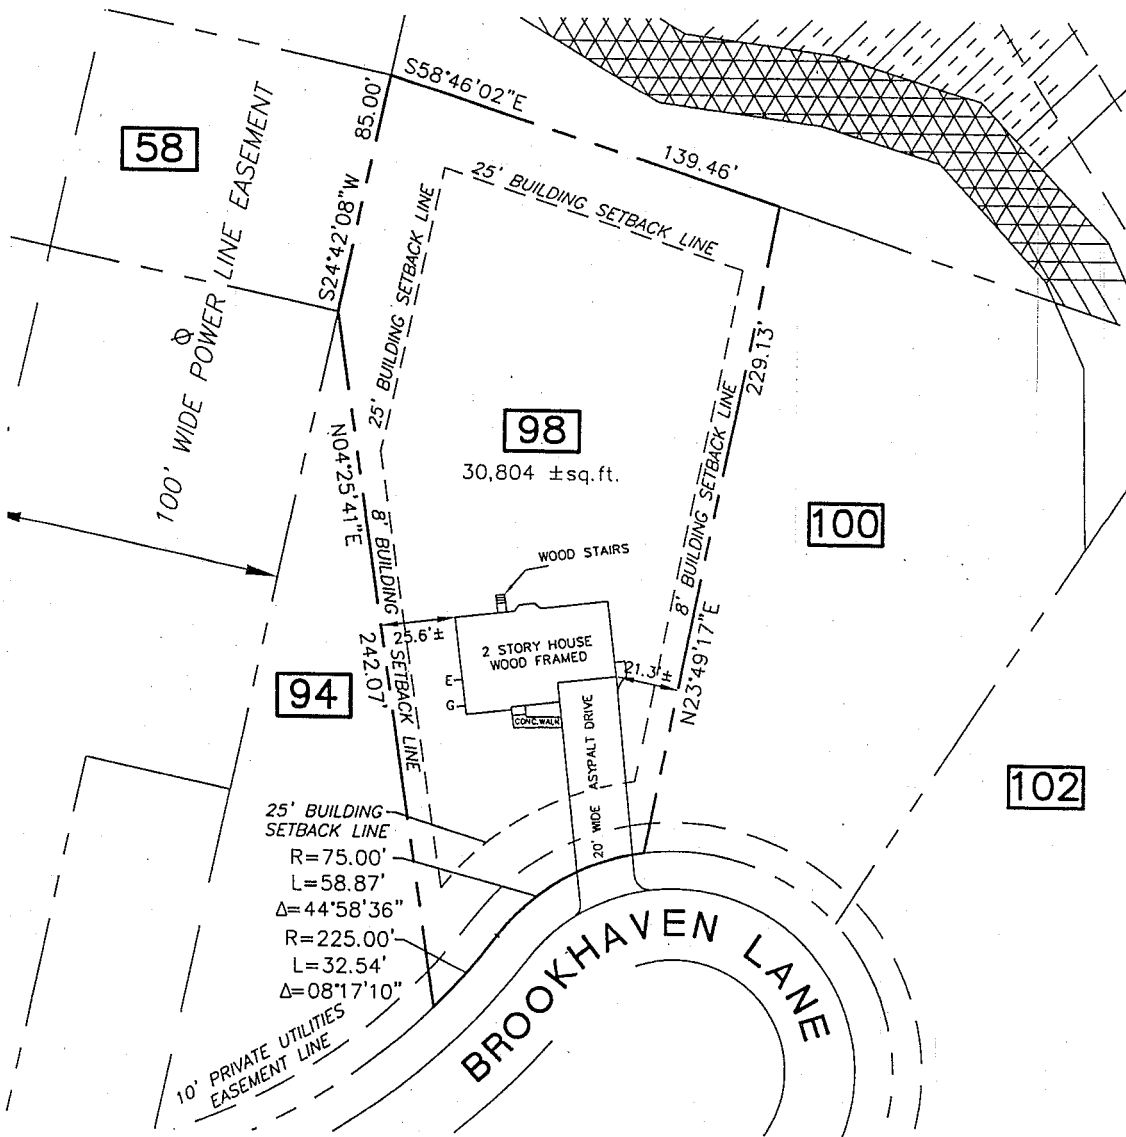 S58°46'02"E
139.46'
85.00'
S24°42'08"W
58
100' WIDE POWER LINE EASEMENT
25' BUILDING SETBACK LINE
25' BUILDING SETBACK LINE
229.13'
98
30,804 ±sq.ft.
8' BUILDING SETBACK LINE
N04°25'41"E
242.07'
8' BUILDING SETBACK LINE
100
WOOD STAIRS
2 STORY HOUSE
WOOD FRAMED
25.6'±
21.3'±
N23°49'17"E
E
G
CONC.WALK
20' WIDE ASYPALT DRIVE
94
102
25' BUILDING
SETBACK LINE
R=75.00'
L=58.87'
Δ=44°58'36"
R=225.00'
L=32.54'
Δ=08°17'10"
10' PRIVATE UTILITIES
EASEMENT LINE
BROOKHAVEN LANE